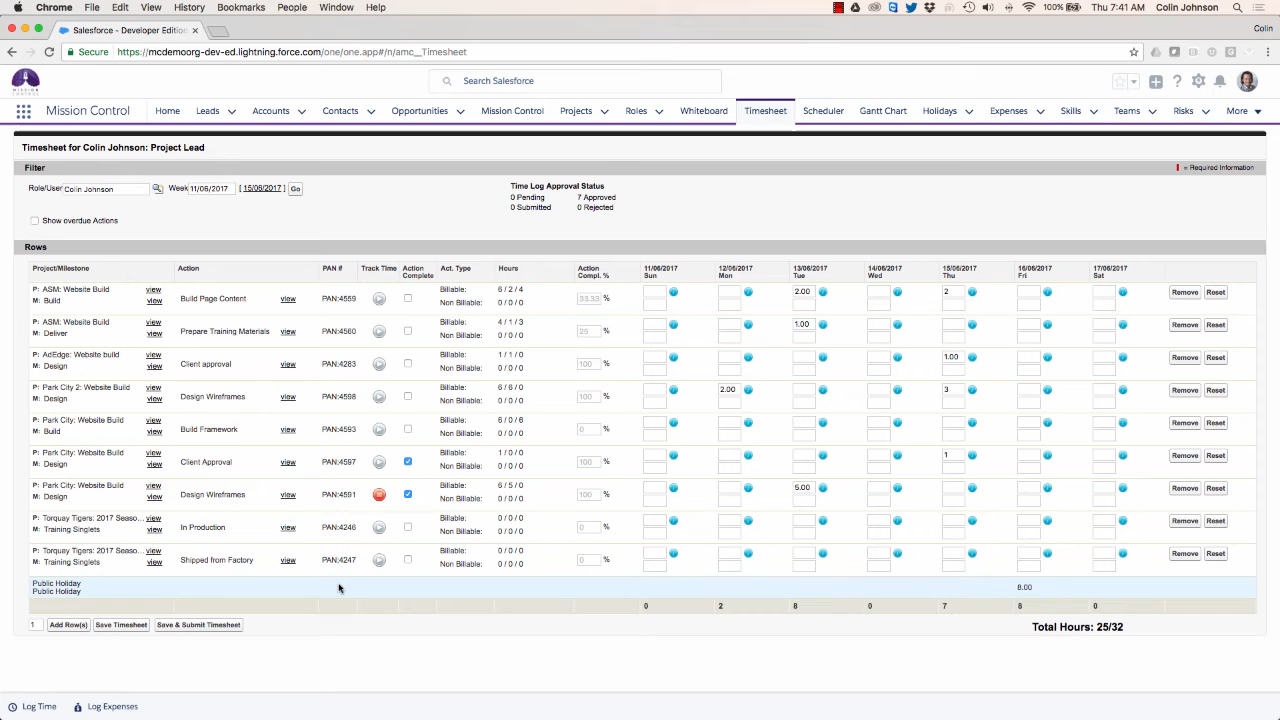 Chrome File Edit View History Bookmarks People Window Help 100% Thu 7:41 AM Colin Johnson
Salesforce - Developer Edition Colin
Secure https://mcdemoorg-dev-ed.lightning.force.com/one/one.app#/n/amc__Timesheet
Search Salesforce
Mission Control Home Leads Accounts Contacts Opportunities Mission Control Projects Roles Whiteboard Timesheet Scheduler Gantt Chart Holidays Expenses Skills Teams Risks More
Timesheet for Colin Johnson: Project Lead
Filter = Required Information
Role/User Colin Johnson Week 11/06/2017 [ 15/06/2017 ] Go
Time Log Approval Status
0 Pending 7 Approved
0 Submitted 0 Rejected
Show overdue Actions
Rows
Project/Milestone Action PAN # Track Time Action Complete Act. Type Hours Action Compl. % 11/06/2017 Sun 12/06/2017 Mon 13/06/2017 Tue 14/06/2017 Wed 15/06/2017 Thu 16/06/2017 Fri 17/06/2017 Sat
P: ASM: Website Build view Billable: 6 / 2 / 4 2.00 2
M: Build view Build Page Content view PAN:4559 Non Billable: 0 / 0 / 0 33.33 % Remove Reset
P: ASM: Website Build view Billable: 4 / 1 / 3 1.00
M: Deliver view Prepare Training Materials view PAN:4560 Non Billable: 0 / 0 / 0 25 % Remove Reset
P: AdEdge: Website build view Billable: 1 / 1 / 0 1.00
M: Design view Client approval view PAN:4283 Non Billable: 0 / 0 / 0 100 % Remove Reset
P: Park City 2: Website Build view Billable: 6 / 6 / 0 2.00 3
M: Design view Design Wireframes view PAN:4598 Non Billable: 0 / 0 / 0 100 % Remove Reset
P: Park City: Website Build view Billable: 6 / 0 / 6
M: Build view Build Framework view PAN:4593 Non Billable: 0 / 0 / 0 0 % Remove Reset
P: Park City: Website Build view Billable: 1 / 0 / 0 1
M: Design view Client Approval view PAN:4597 Non Billable: 0 / 0 / 0 100 % Remove Reset
P: Park City: Website Build view Billable: 6 / 5 / 0 5.00
M: Design view Design Wireframes view PAN:4591 Non Billable: 0 / 0 / 0 100 % Remove Reset
P: Torquay Tigers: 2017 Seaso... view Billable: 0 / 0 / 0
M: Training Singlets view In Production view PAN:4246 Non Billable: 0 / 0 / 0 0 % Remove Reset
P: Torquay Tigers: 2017 Seaso... view Billable: 0 / 0 / 0
M: Training Singlets view Shipped from Factory view PAN:4247 Non Billable: 0 / 0 / 0 0 % Remove Reset
Public Holiday 8.00
Public Holiday
0 2 8 0 7 8 0
1 Add Row(s) Save Timesheet Save & Submit Timesheet Total Hours: 25/32
Log Time Log Expenses